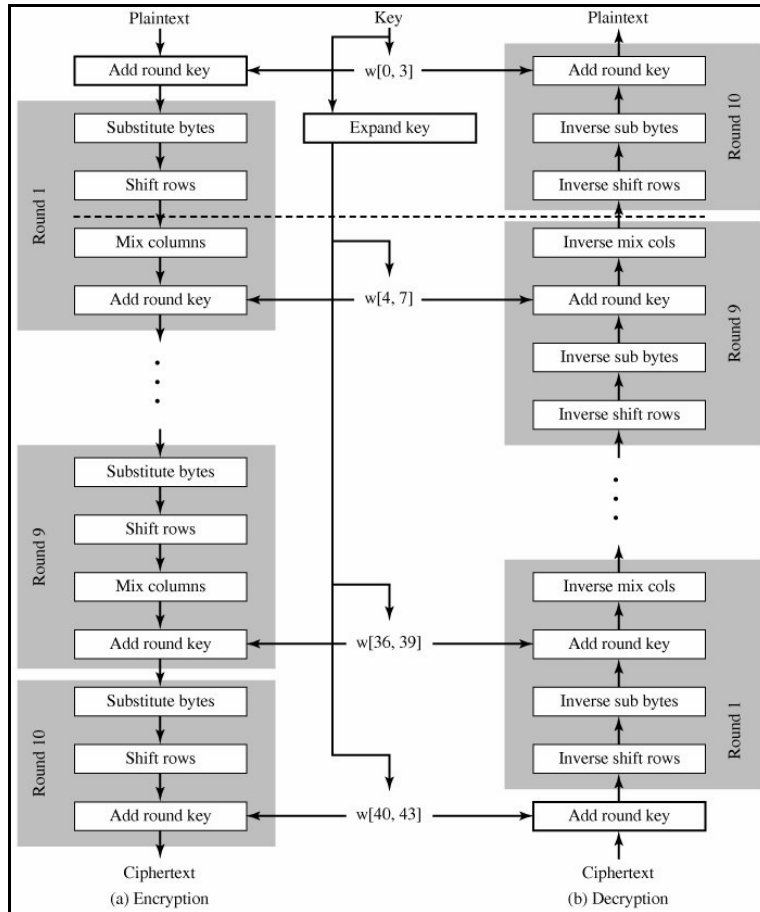 Plaintext
Add round key
Round 1
Substitute bytes
Shift rows
Mix columns
Add round key
Round 9
Substitute bytes
Shift rows
Mix columns
Add round key
Round 10
Substitute bytes
Shift rows
Add round key
Ciphertext
(a) Encryption
Key
w[0, 3]
Expand key
w[4, 7]
w[36, 39]
w[40, 43]
Plaintext
Add round key
Inverse sub bytes
Inverse shift rows
Round 10
Inverse mix cols
Add round key
Inverse sub bytes
Inverse shift rows
Round 9
Inverse mix cols
Add round key
Inverse sub bytes
Inverse shift rows
Round 1
Add round key
Ciphertext
(b) Decryption